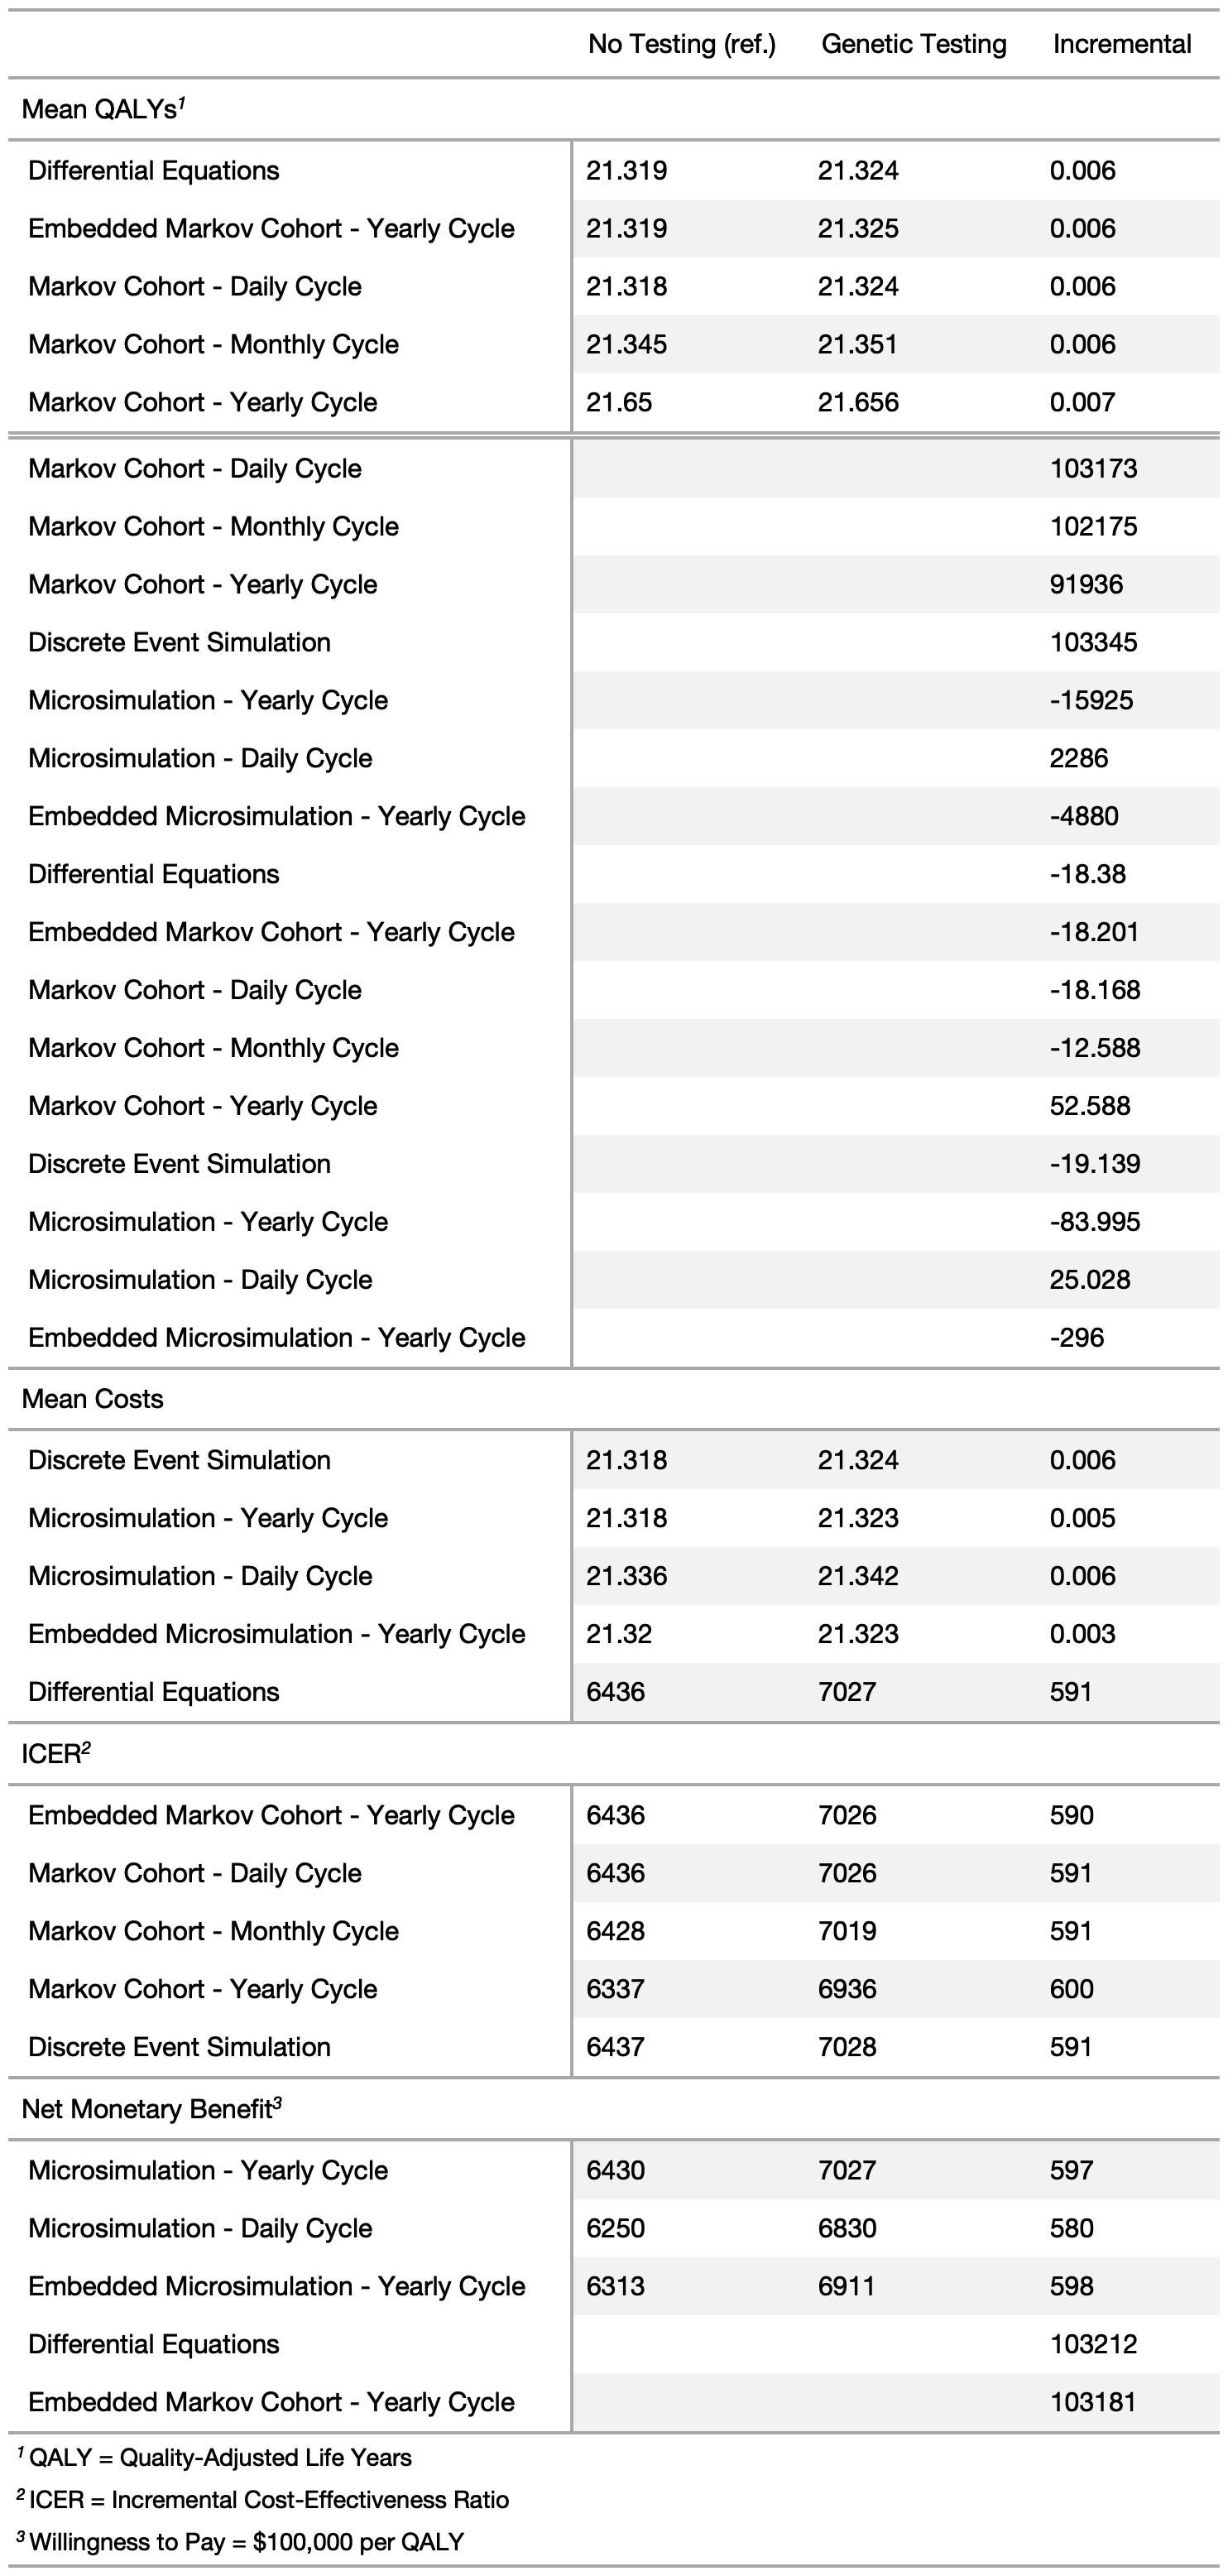 No Testing (ref.) Genetic Testing Incremental
Mean QALYs¹
Differential Equations 21.319 21.324 0.006
Embedded Markov Cohort - Yearly Cycle 21.319 21.325 0.006
Markov Cohort - Daily Cycle 21.318 21.324 0.006
Markov Cohort - Monthly Cycle 21.345 21.351 0.006
Markov Cohort - Yearly Cycle 21.65 21.656 0.007
Markov Cohort - Daily Cycle 103173
Markov Cohort - Monthly Cycle 102175
Markov Cohort - Yearly Cycle 91936
Discrete Event Simulation 103345
Microsimulation - Yearly Cycle -15925
Microsimulation - Daily Cycle 2286
Embedded Microsimulation - Yearly Cycle -4880
Differential Equations -18.38
Embedded Markov Cohort - Yearly Cycle -18.201
Markov Cohort - Daily Cycle -18.168
Markov Cohort - Monthly Cycle -12.588
Markov Cohort - Yearly Cycle 52.588
Discrete Event Simulation -19.139
Microsimulation - Yearly Cycle -83.995
Microsimulation - Daily Cycle 25.028
Embedded Microsimulation - Yearly Cycle -296
Mean Costs
Discrete Event Simulation 21.318 21.324 0.006
Microsimulation - Yearly Cycle 21.318 21.323 0.005
Microsimulation - Daily Cycle 21.336 21.342 0.006
Embedded Microsimulation - Yearly Cycle 21.32 21.323 0.003
Differential Equations 6436 7027 591
ICER²
Embedded Markov Cohort - Yearly Cycle 6436 7026 590
Markov Cohort - Daily Cycle 6436 7026 591
Markov Cohort - Monthly Cycle 6428 7019 591
Markov Cohort - Yearly Cycle 6337 6936 600
Discrete Event Simulation 6437 7028 591
Net Monetary Benefit³
Microsimulation - Yearly Cycle 6430 7027 597
Microsimulation - Daily Cycle 6250 6830 580
Embedded Microsimulation - Yearly Cycle 6313 6911 598
Differential Equations 103212
Embedded Markov Cohort - Yearly Cycle 103181
¹ QALY = Quality-Adjusted Life Years
² ICER = Incremental Cost-Effectiveness Ratio
³ Willingness to Pay = $100,000 per QALY